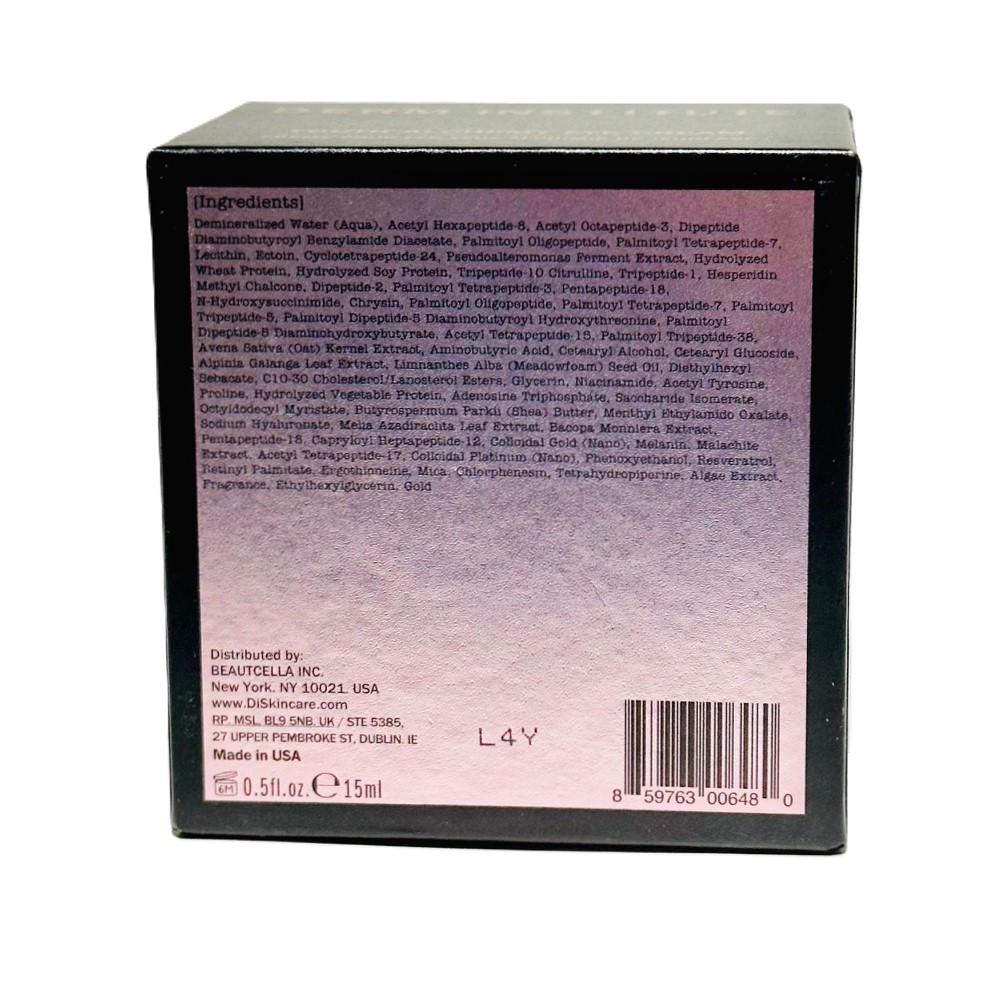 DERM INSTITUTE
[Ingredients]
Demineralized Water (Aqua), Acetyl Hexapeptide-8, Acetyl Octapeptide-3, Dipeptide
Diaminobutyroyl Benzylamide Diacetate, Palmitoyl Oligopeptide, Palmitoyl Tetrapeptide-7,
Lecithin, Ectoin, Cyclotetrapeptide-24, Pseudoalteromonas Ferment Extract, Hydrolyzed
Wheat Protein, Hydrolyzed Soy Protein, Tripeptide-10 Citrulline, Tripeptide-1, Hesperidin
Methyl Chalcone, Dipeptide-2, Palmitoyl Tetrapeptide-3, Pentapeptide-18,
N-Hydroxysuccinimide, Chrysin, Palmitoyl Oligopeptide, Palmitoyl Tetrapeptide-7, Palmitoyl
Tripeptide-5, Palmitoyl Dipeptide-5 Diaminobutyroyl Hydroxythreonine, Palmitoyl
Dipeptide-5 Diaminohydroxybutyrate, Acetyl Tetrapeptide-15, Palmitoyl Tripeptide-38,
Avena Sativa (Oat) Kernel Extract, Aminobutyric Acid, Cetearyl Alcohol, Cetearyl Glucoside,
Alpinia Galanga Leaf Extract, Limnanthes Alba (Meadowfoam) Seed Oil, Diethylhexyl
Sebacate, C10-30 Cholesterol/Lanosterol Esters, Glycerin, Niacinamide, Acetyl Tyrosine,
Proline, Hydrolyzed Vegetable Protein, Adenosine Triphosphate, Saccharide Isomerate,
Octyldodecyl Myristate, Butyrospermum Parkii (Shea) Butter, Menthyl Ethylamido Oxalate,
Sodium Hyaluronate, Melia Azadirachta Leaf Extract, Bacopa Monniera Extract,
Pentapeptide-18, Capryloyl Heptapeptide-12, Colloidal Gold (Nano), Melanin, Malachite
Extract, Acetyl Tetrapeptide-17, Colloidal Platinum (Nano), Phenoxyethanol, Resveratrol,
Retinyl Palmitate, Ergothioneine, Mica, Chlorphenesin, Tetrahydropiperine, Algae Extract,
Fragrance, Ethylhexylglycerin, Gold
Distributed by:
BEAUTCELLA INC.
New York. NY 10021. USA
www.DiSkincare.com
RP. MSL. BL9 5NB. UK / STE 5385,
27 UPPER PEMBROKE ST, DUBLIN. IE
Made in USA
6M 0.5fl.oz. ℮ 15ml
L4Y
8 59763 00648 0